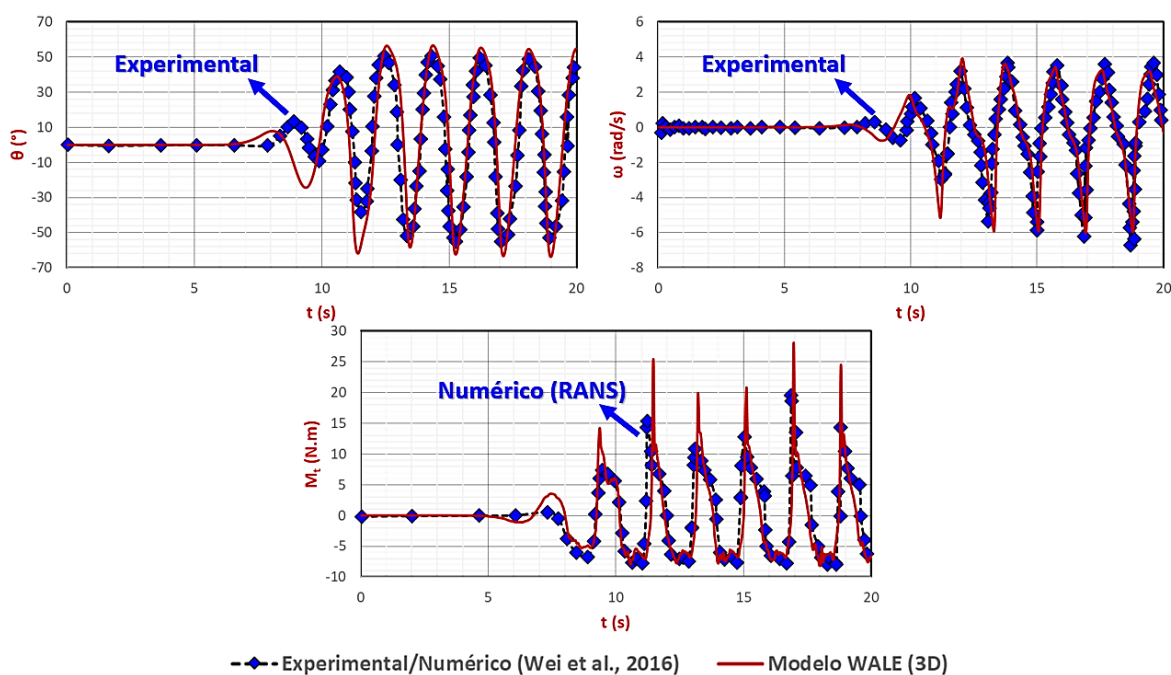 70
50
30
10
-10
-30
-50
-70
θ (°)
Experimental
0 5 10 15 20
t (s)
6
4
2
0
-2
-4
-6
-8
ω (rad/s)
Experimental
0 5 10 15 20
t (s)
30
25
20
15
10
5
0
-5
-10
Mt (N.m)
Numérico (RANS)
0 5 10 15 20
t (s)
Experimental/Numérico (Wei et al., 2016) Modelo WALE (3D)